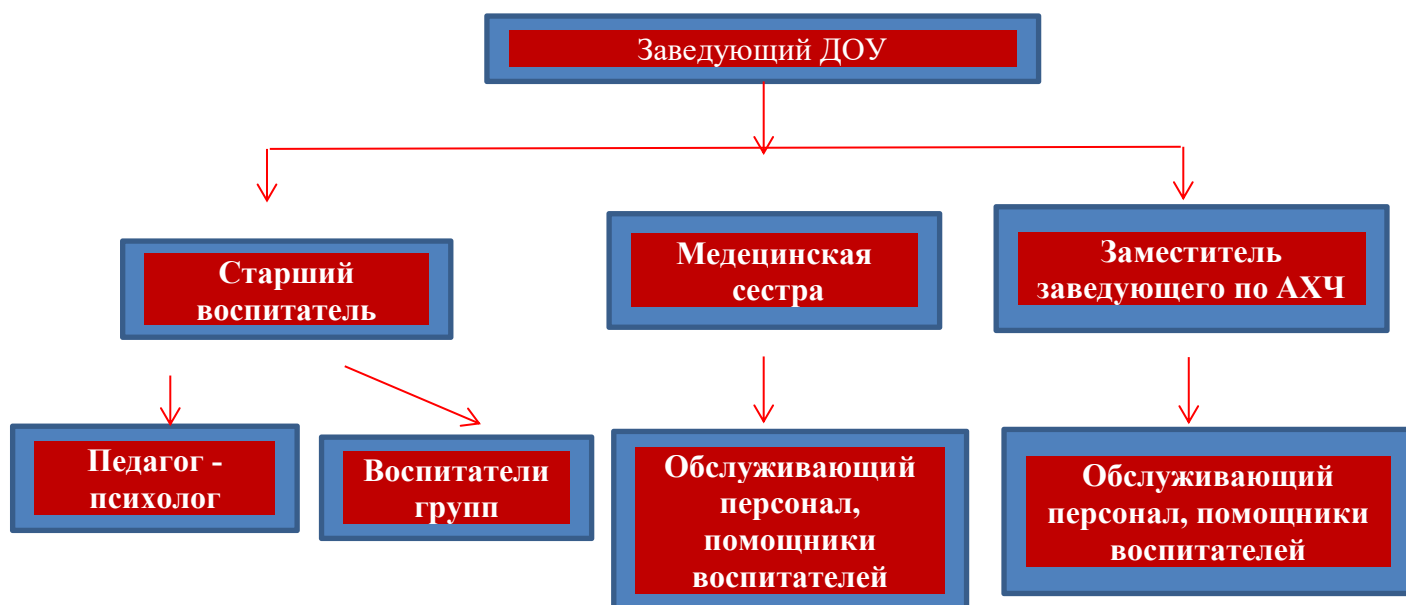 Заведующий ДОУ
Старший
воспитатель
Медецинская
сестра
Заместитель
заведующего по АХЧ
Педагог -
психолог
Воспитатели
групп
Обслуживающий
персонал,
помощники
воспитателей
Обслуживающий
персонал, помощники
воспитателей